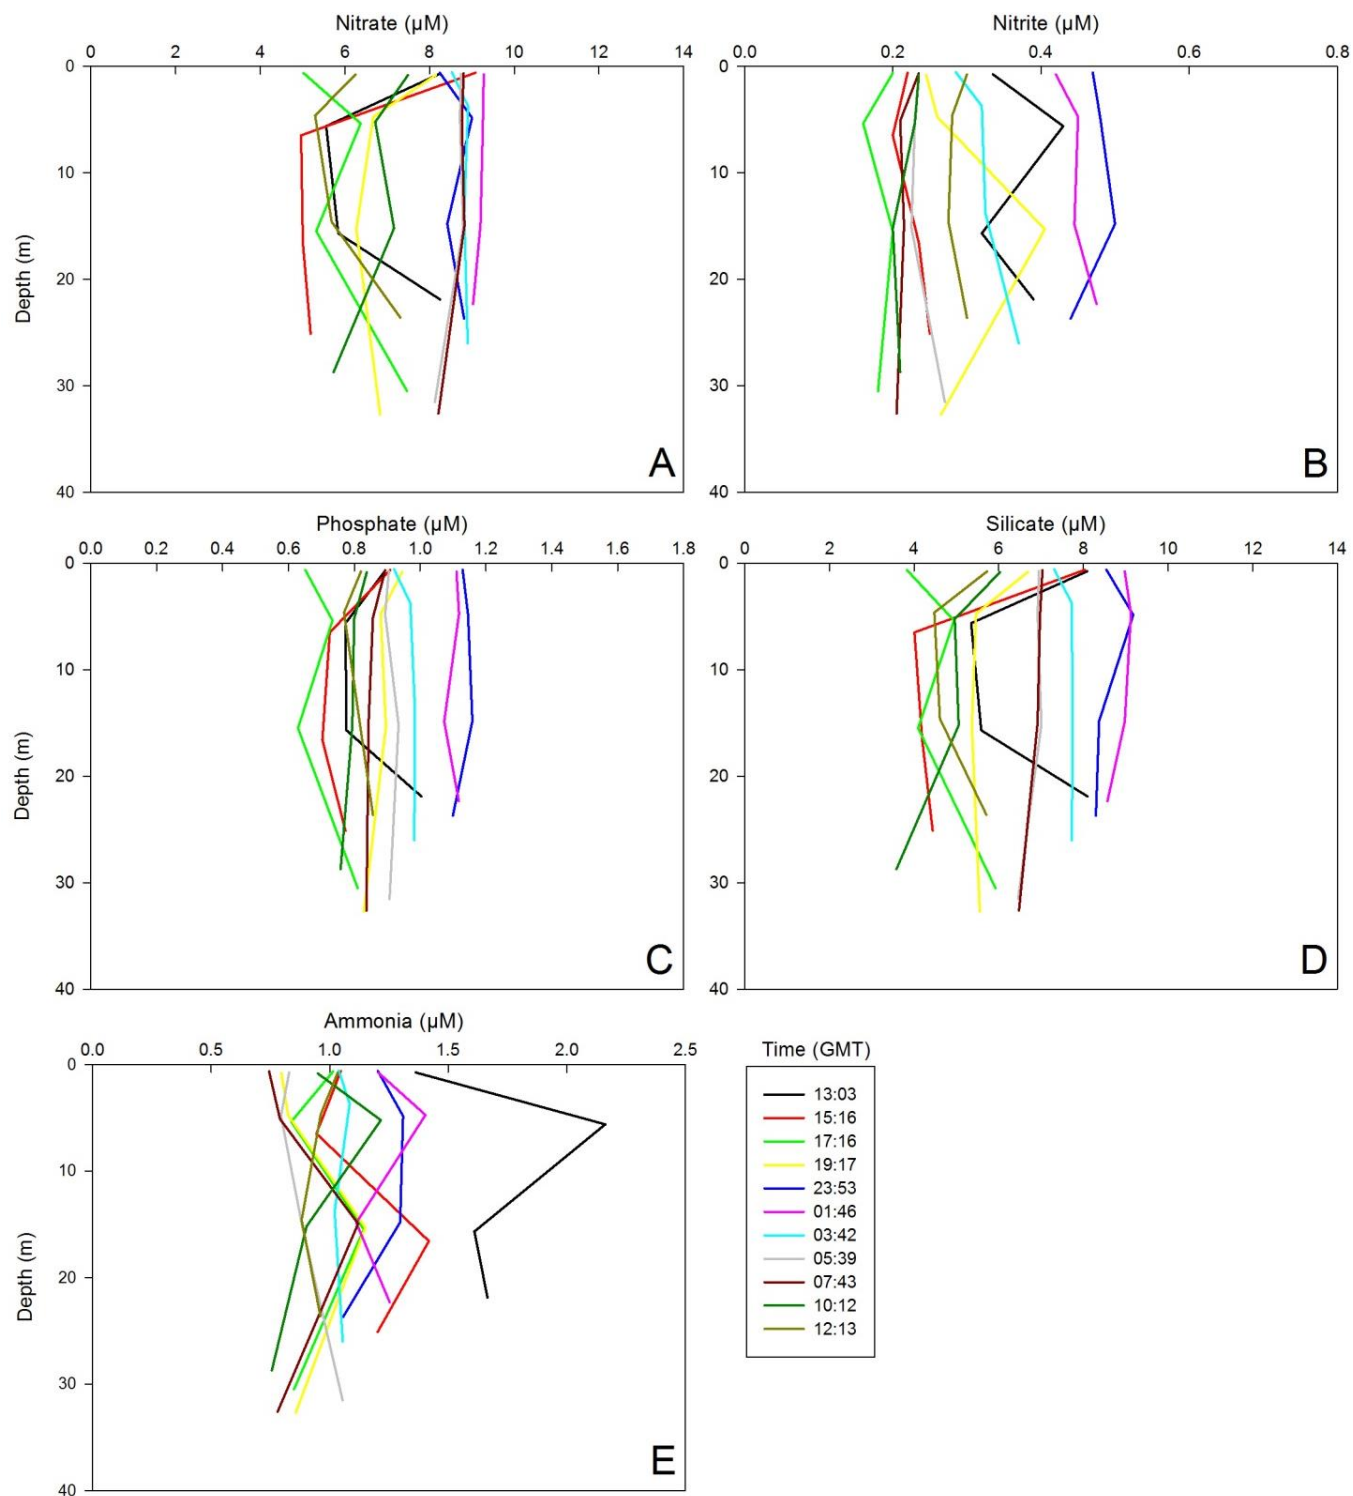 Nitrate (µM)
0 2 4 6 8 10 12 14
Depth (m)
0
10
20
30
40
A
Nitrite (µM)
0.0 0.2 0.4 0.6 0.8
0
10
20
30
40
B
Phosphate (µM)
0.0 0.2 0.4 0.6 0.8 1.0 1.2 1.4 1.6 1.8
Depth (m)
0
10
20
30
40
C
Silicate (µM)
0 2 4 6 8 10 12 14
0
10
20
30
40
D
Ammonia (µM)
0.0 0.5 1.0 1.5 2.0 2.5
Depth (m)
0
10
20
30
40
E
Time (GMT)
13:03
15:16
17:16
19:17
23:53
01:46
03:42
05:39
07:43
10:12
12:13